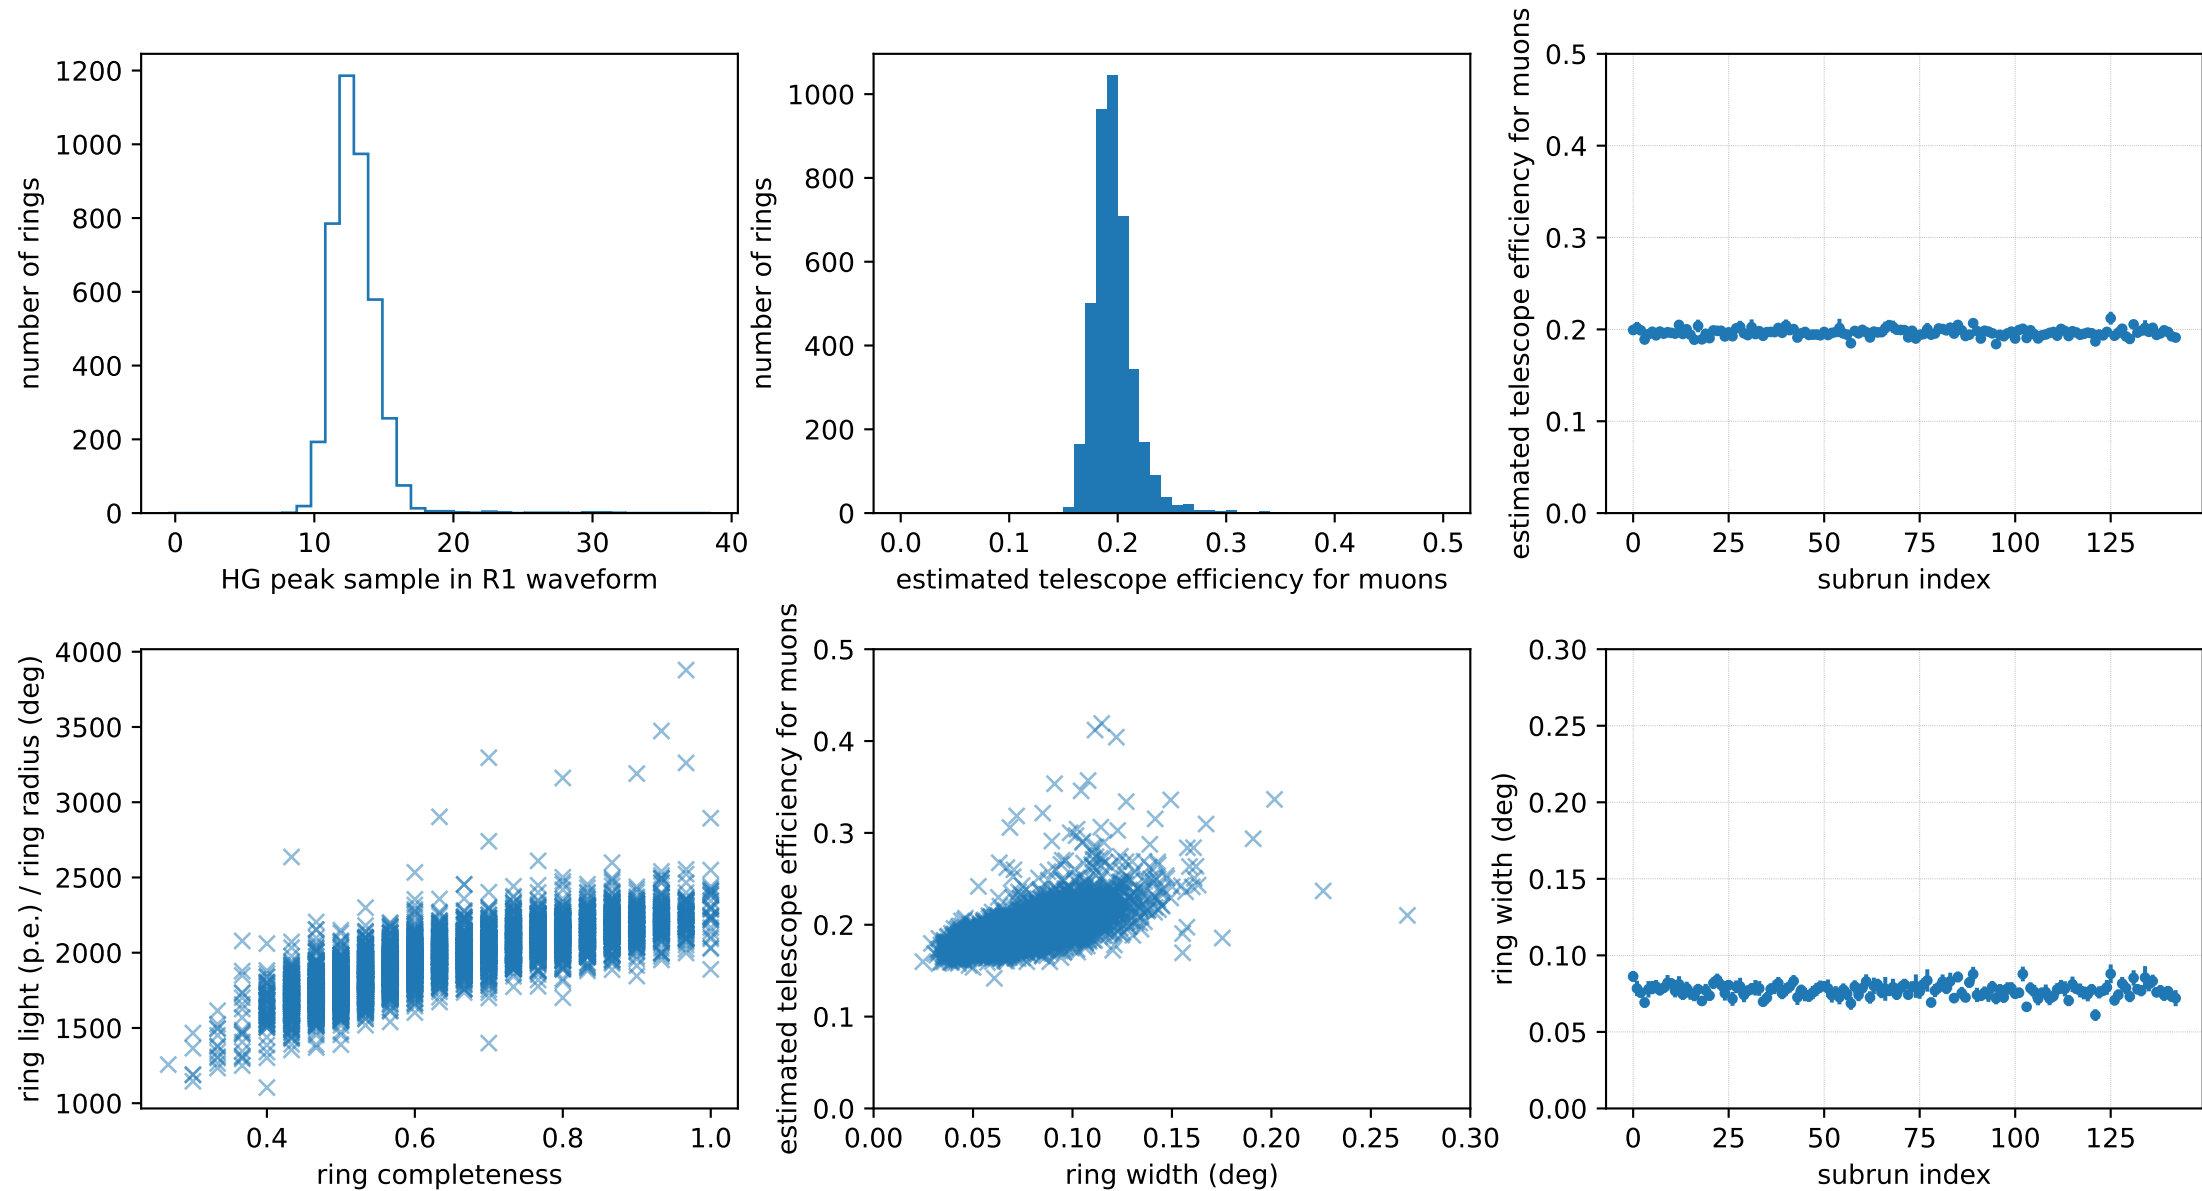 number of rings
1200
1000
800
600
400
200
0
0 10 20 30 40
HG peak sample in R1 waveform
number of rings
1000
800
600
400
200
0
0.0 0.1 0.2 0.3 0.4 0.5
estimated telescope efficiency for muons
estimated telescope efficiency for muons
0.5
0.4
0.3
0.2
0.1
0.0
0 25 50 75 100 125
subrun index
ring light (p.e.) / ring radius (deg)
4000
3500
3000
2500
2000
1500
1000
0.4 0.6 0.8 1.0
ring completeness
estimated telescope efficiency for muons
0.5
0.4
0.3
0.2
0.1
0.0
0.00 0.05 0.10 0.15 0.20 0.25 0.30
ring width (deg)
ring width (deg)
0.30
0.25
0.20
0.15
0.10
0.05
0.00
0 25 50 75 100 125
subrun index